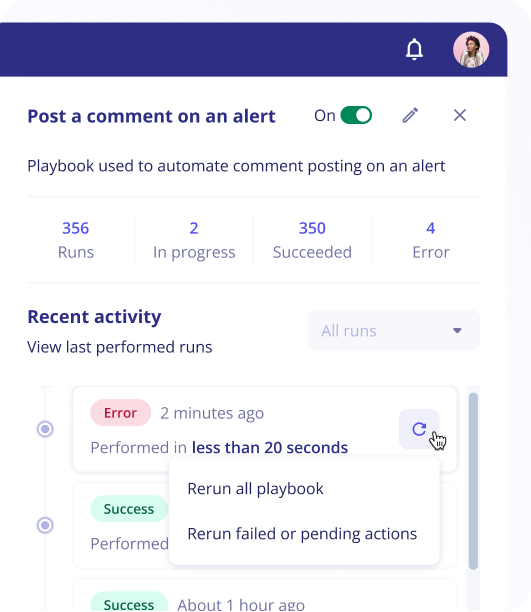 Post a comment on an alert On
Playbook used to automate comment posting on an alert
356 2 350 4
Runs In progress Succeeded Error
Recent activity
All runs
View last performed runs
Error 2 minutes ago
Performed in less than 20 seconds
Rerun all playbook
Success
Rerun failed or pending actions
Performed
Success About 1 hour ago